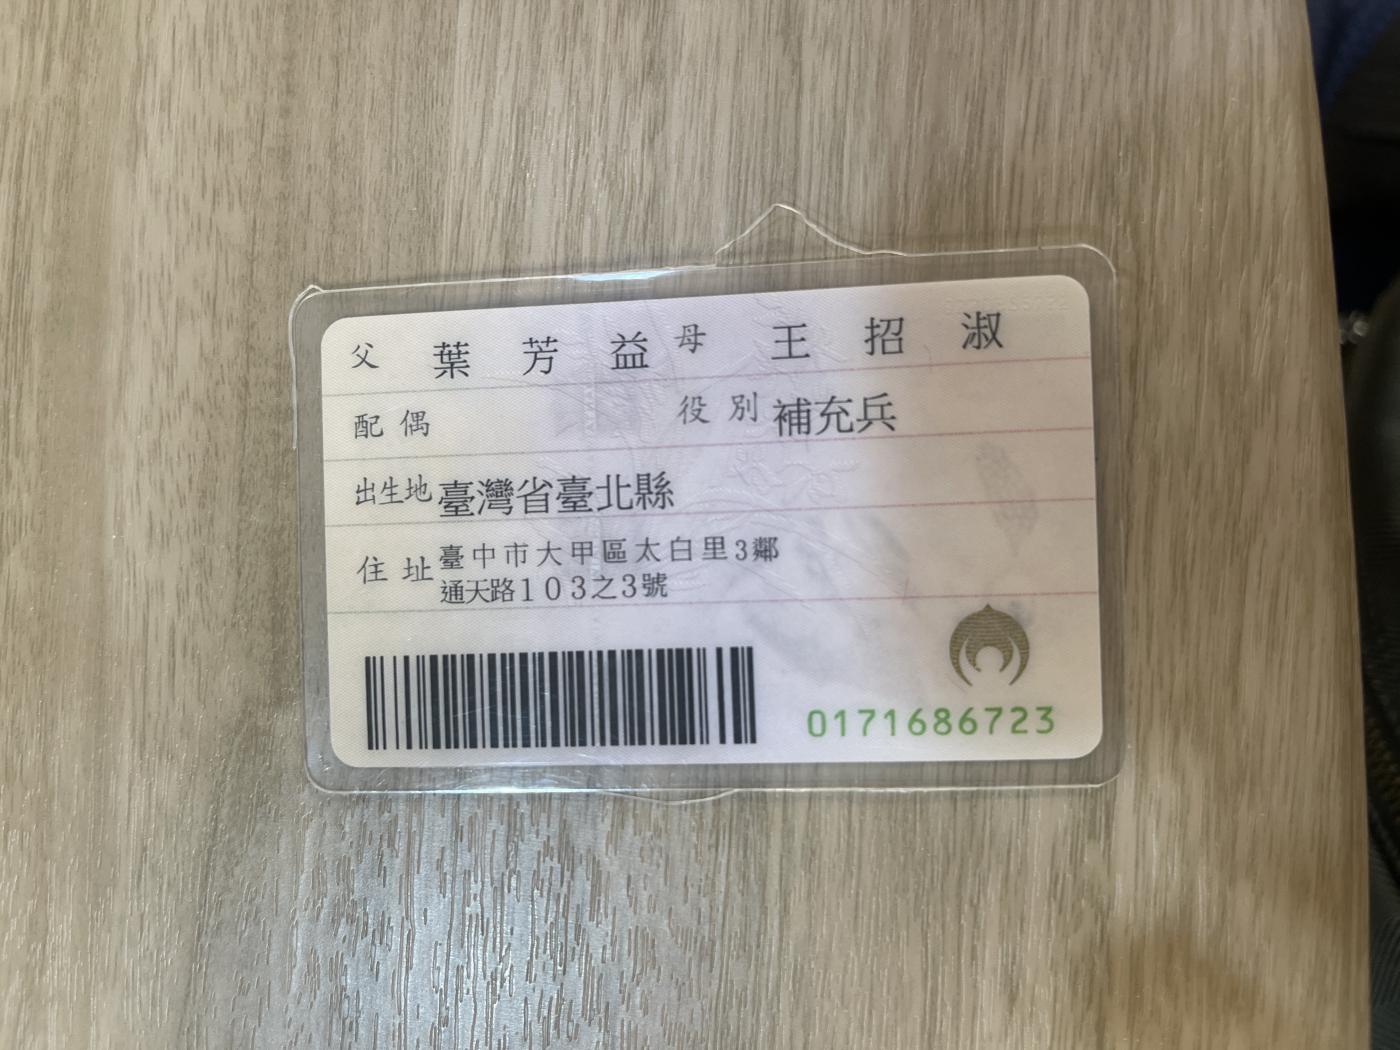 父 葉芳益 母 王招淑
配偶 役別 補充兵
出生地 臺灣省臺北縣
住址 臺中市大甲區太白里3鄰
通天路103之3號
0171686723